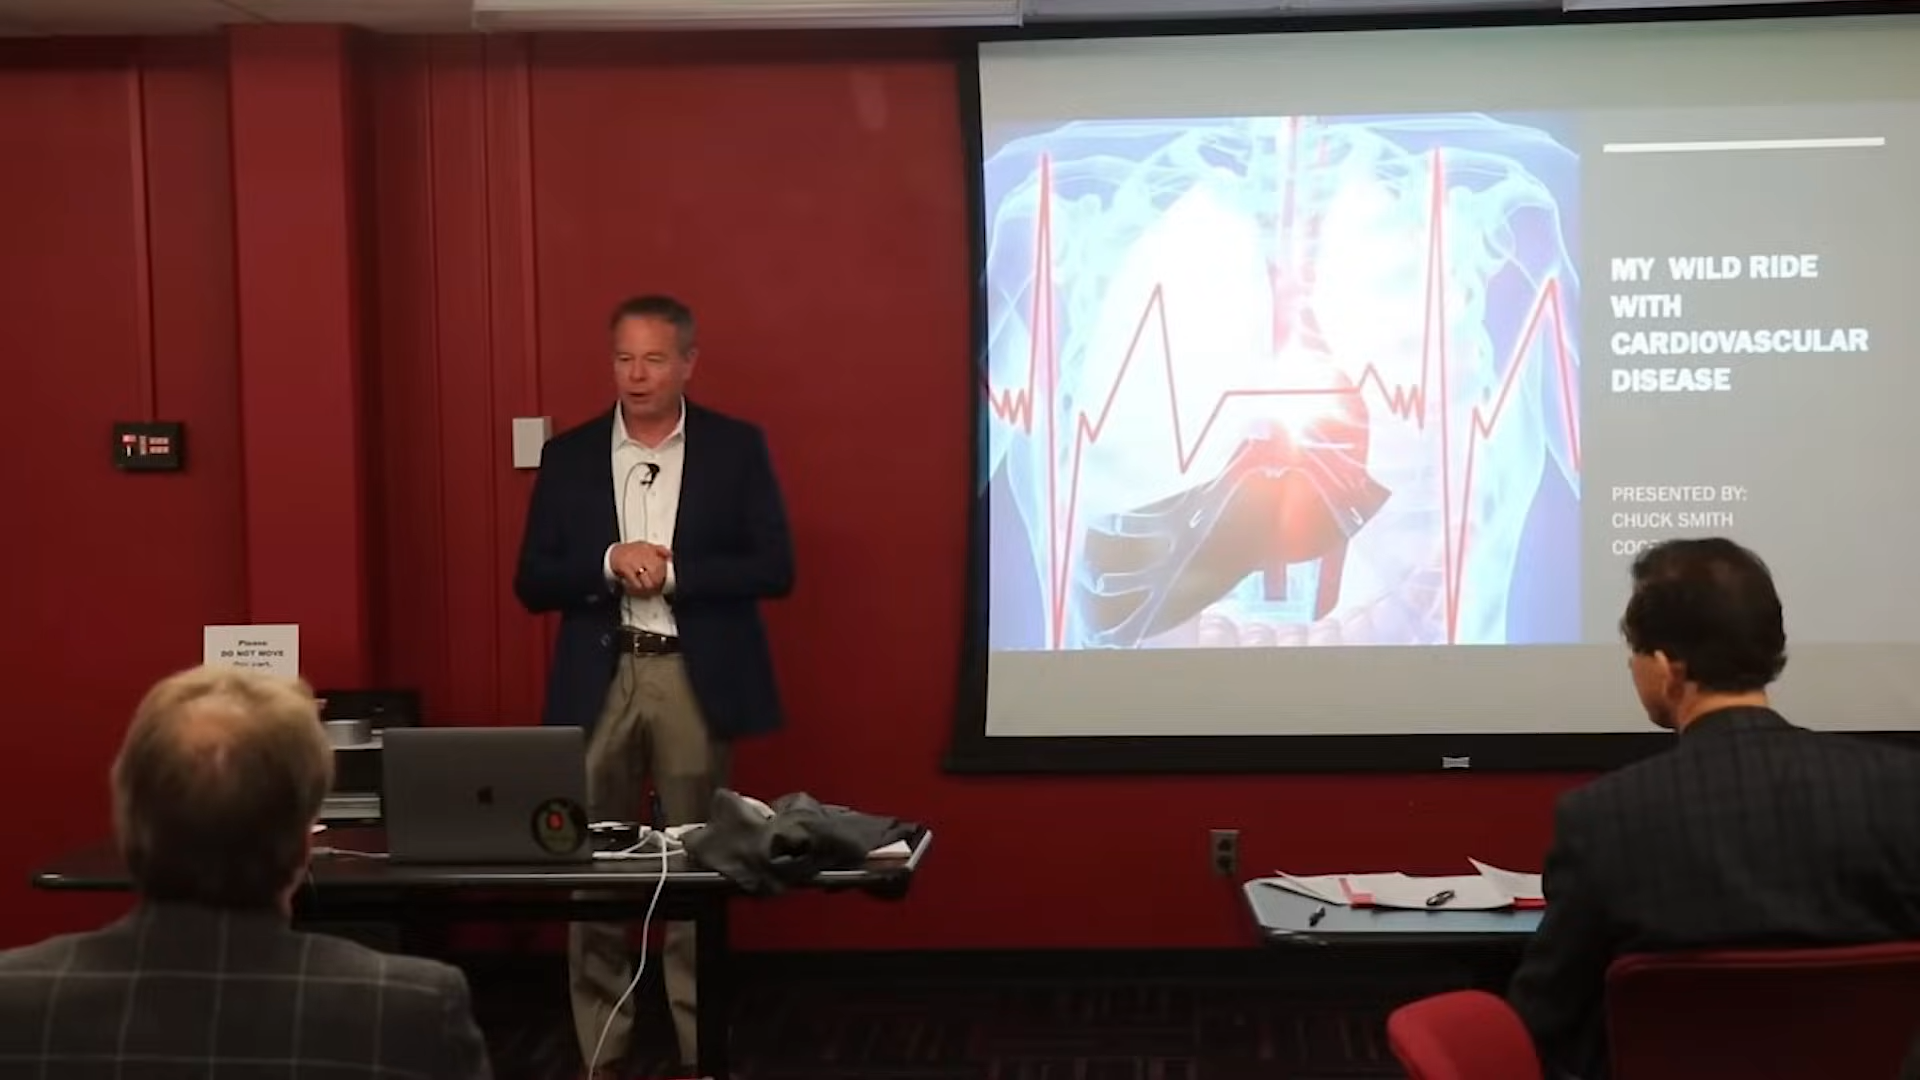 MY WILD RIDE
WITH
CARDIOVASCULAR
DISEASE
PRESENTED BY:
CHUCK SMITH
Please
DO NOT MOVE